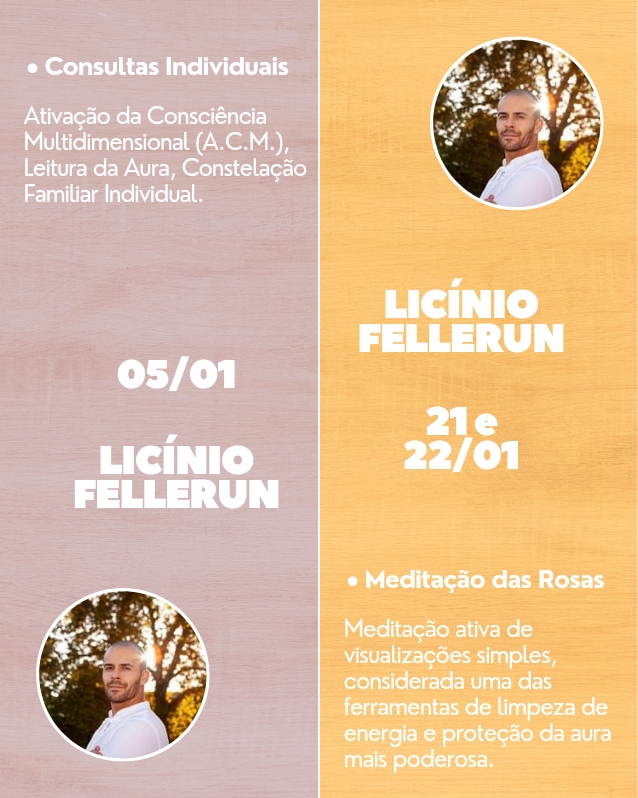 • Consultas Individuais
Ativação da Consciência
Multidimensional (A.C.M.),
Leitura da Aura, Constelação
Familiar Individual.
05/01
LICÍNIO
FELLERUN
LICÍNIO
FELLERUN
21 e
22/01
• Meditação das Rosas
Meditação ativa de
visualizações simples,
considerada uma das
ferramentas de limpeza de
energia e proteção da aura
mais poderosa.